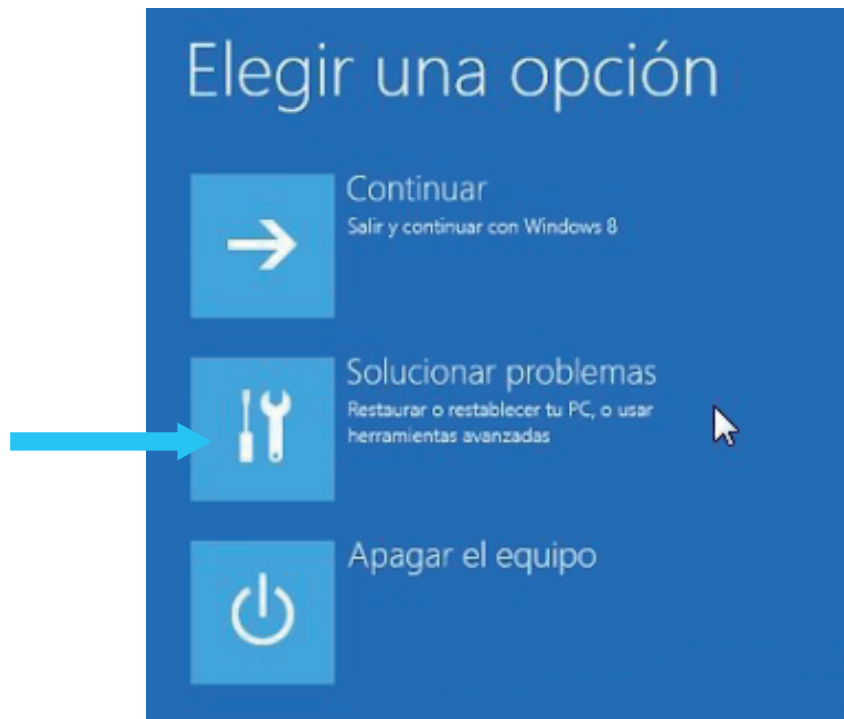 Elegir una opción
Continuar
Salir y continuar con Windows 8
Solucionar problemas
Restaurar o restablecer tu PC, o usar
herramientas avanzadas
Apagar el equipo